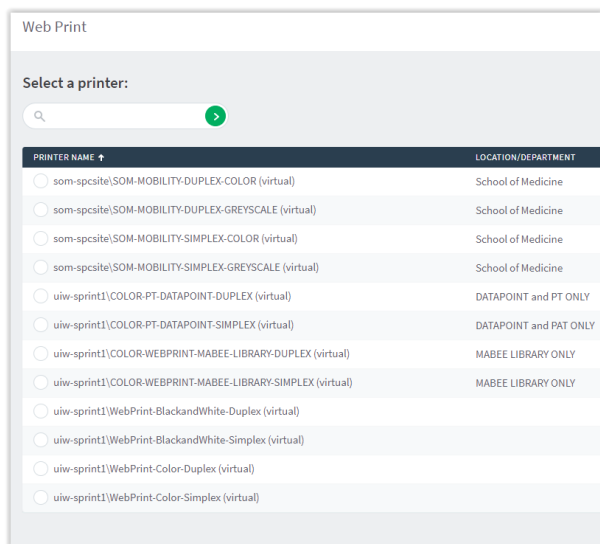 Web Print
Select a printer:
PRINTER NAME ↑ LOCATION/DEPARTMENT
som-spcsite\SOM-MOBILITY-DUPLEX-COLOR (virtual) School of Medicine
som-spcsite\SOM-MOBILITY-DUPLEX-GREYSCALE (virtual) School of Medicine
som-spcsite\SOM-MOBILITY-SIMPLEX-COLOR (virtual) School of Medicine
som-spcsite\SOM-MOBILITY-SIMPLEX-GREYSCALE (virtual) School of Medicine
uiw-sprint1\COLOR-PT-DATAPOINT-DUPLEX (virtual) DATAPOINT and PT ONLY
uiw-sprint1\COLOR-PT-DATAPOINT-SIMPLEX (virtual) DATAPOINT and PAT ONLY
uiw-sprint1\COLOR-WEBPRINT-MABEE-LIBRARY-DUPLEX (virtual) MABEE LIBRARY ONLY
uiw-sprint1\COLOR-WEBPRINT-MABEE-LIBRARY-SIMPLEX (virtual) MABEE LIBRARY ONLY
uiw-sprint1\WebPrint-BlackandWhite-Duplex (virtual)
uiw-sprint1\WebPrint-BlackandWhite-Simplex (virtual)
uiw-sprint1\WebPrint-Color-Duplex (virtual)
uiw-sprint1\WebPrint-Color-Simplex (virtual)